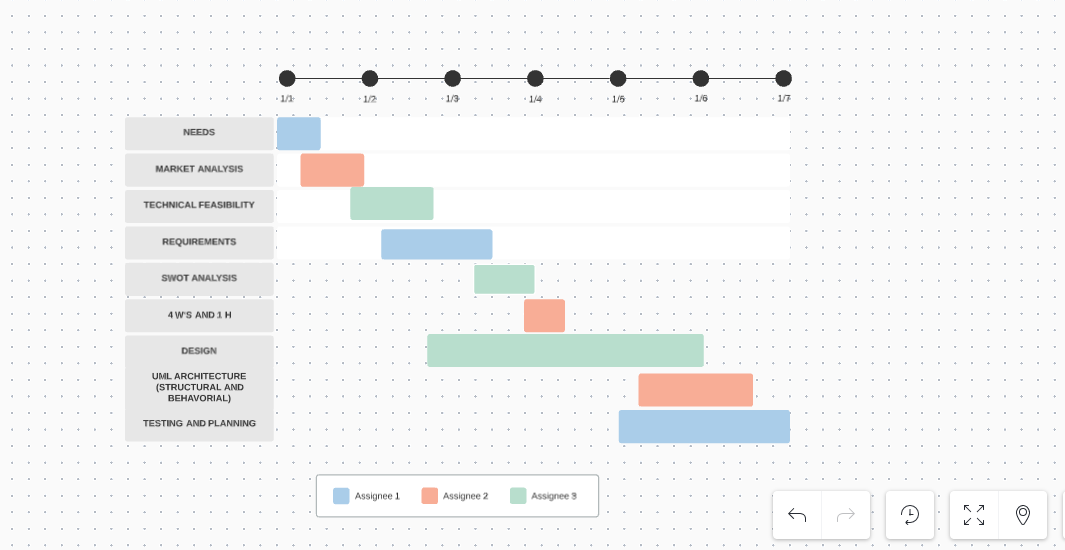 1/1 1/2 1/3 1/4 1/5 1/6 1/7
NEEDS
MARKET ANALYSIS
TECHNICAL FEASIBILITY
REQUIREMENTS
SWOT ANALYSIS
4 W'S AND 1 H
DESIGN
UML ARCHITECTURE
(STRUCTURAL AND
BEHAVORIAL)
TESTING AND PLANNING
Assignee 1 Assignee 2 Assignee 3